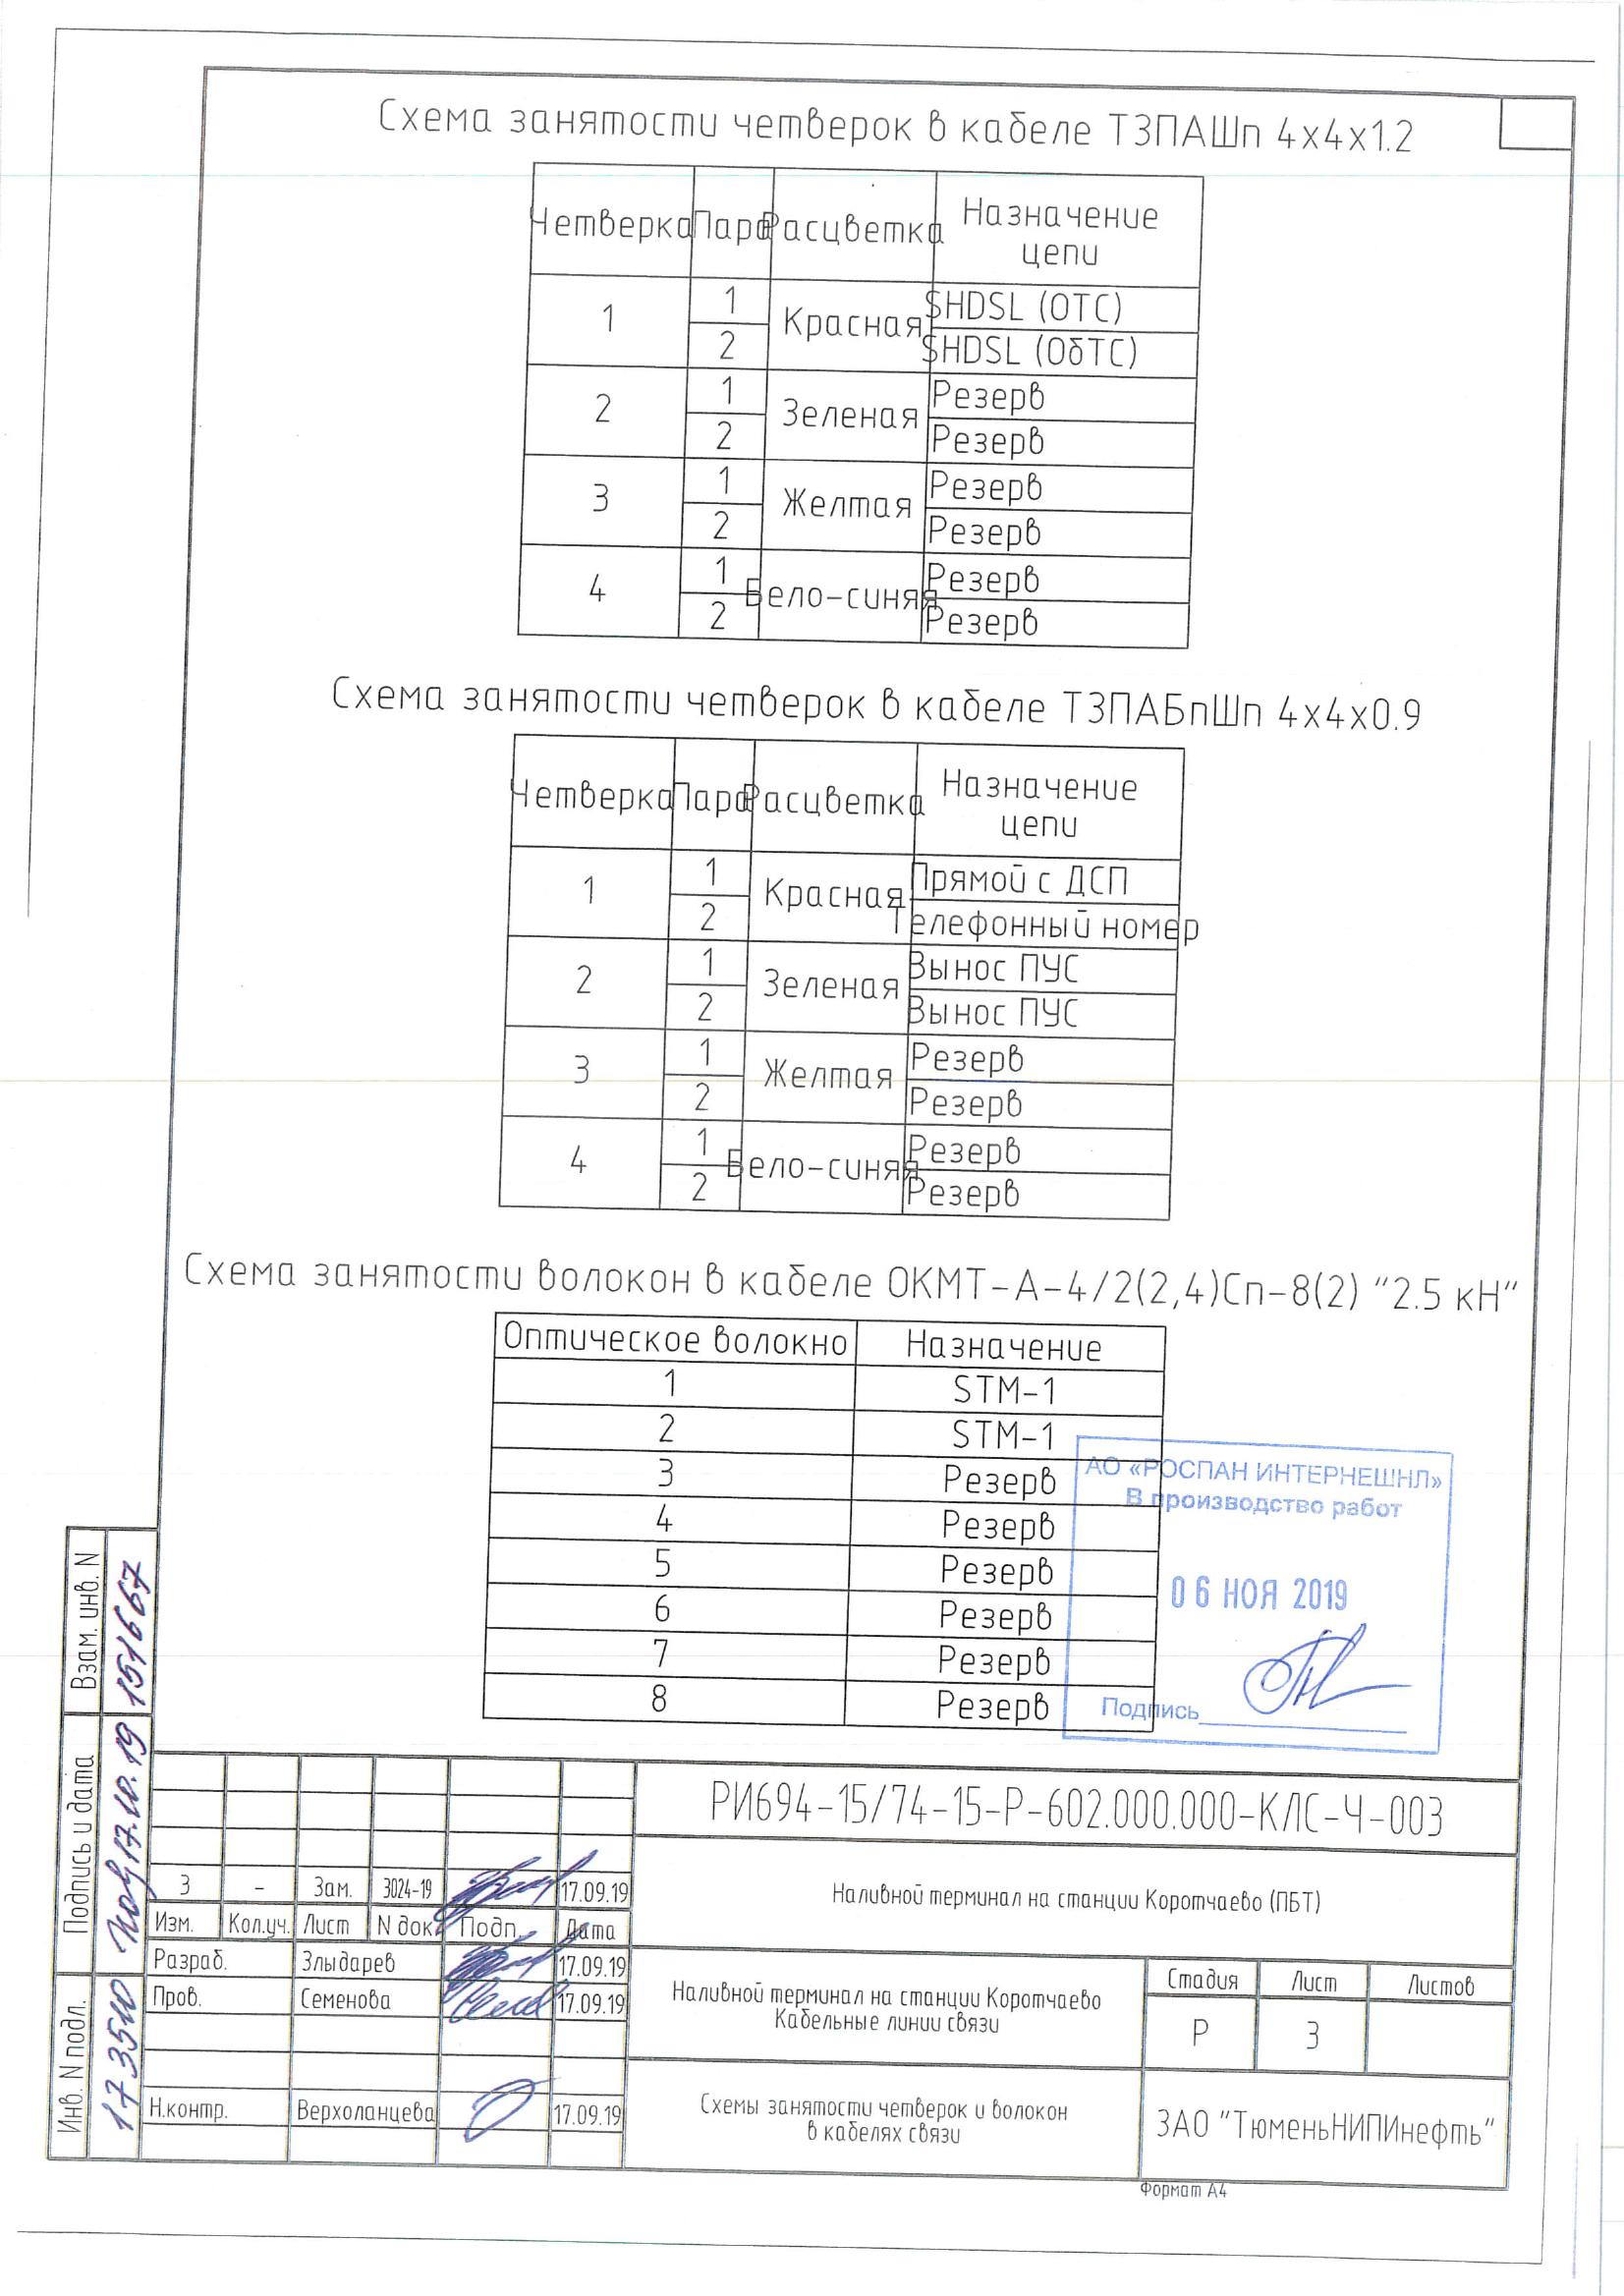 Схема занятости четверок в кабеле ТЗПАШп 4х4х1.2
Четверка Пара Расцветка Назначение цепи
1 1 Красная SHDSL (ОТС)
2 SHDSL (ОбТС)
2 1 Зеленая Резерв
2 Резерв
3 1 Желтая Резерв
2 Резерв
4 1 Бело-синяя Резерв
2 Резерв
Схема занятости четверок в кабеле ТЗПАБпШп 4х4х0.9
Четверка Пара Расцветка Назначение цепи
1 1 Красная Прямой с ДСП
2 Телефонный номер
2 1 Зеленая Вынос ПУС
2 Вынос ПУС
3 1 Желтая Резерв
2 Резерв
4 1 Бело-синяя Резерв
2 Резерв
Схема занятости волокон в кабеле ОКМТ-А-4/2(2,4)Сп-8(2) "2.5 кН"
Оптическое волокно Назначение
1 STM-1
2 STM-1
3 Резерв
4 Резерв
5 Резерв
6 Резерв
7 Резерв
8 Резерв
АО «РОСПАН ИНТЕРНЕШНЛ»
В производство работ
06 НОЯ 2019
Подпись
Взам. инв. N 151667
Подпись и дата 17.10.19
Инв. N подл. 173510
РИ694-15/74-15-Р-602.000.000-КЛС-Ч-003
3 - Зам. 3024-19 17.09.19
Изм. Кол.уч. Лист N док. Подп. Дата
Наливной терминал на станции Коротчаево (ПБТ)
Разраб. Злыдарев 17.09.19
Пров. Семенова 17.09.19
Н.контр. Верхоланцева 17.09.19
Наливной терминал на станции Коротчаево
Кабельные линии связи
Стадия Лист Листов
Р 3
Схемы занятости четверок и волокон
в кабелях связи
ЗАО "ТюменьНИПИнефть"
Формат А4